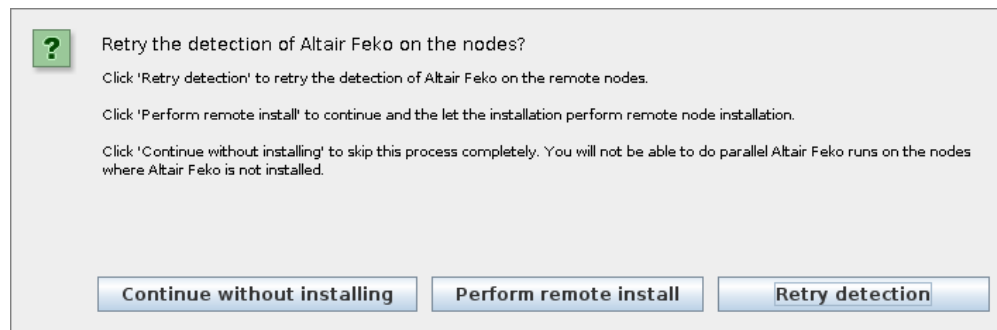 ?
Retry the detection of Altair Feko on the nodes?
Click 'Retry detection' to retry the detection of Altair Feko on the remote nodes.
Click 'Perform remote install' to continue and the let the installation perform remote node installation.
Click 'Continue without installing' to skip this process completely. You will not be able to do parallel Altair Feko runs on the nodes
where Altair Feko is not installed.
Continue without installing
Perform remote install
Retry detection